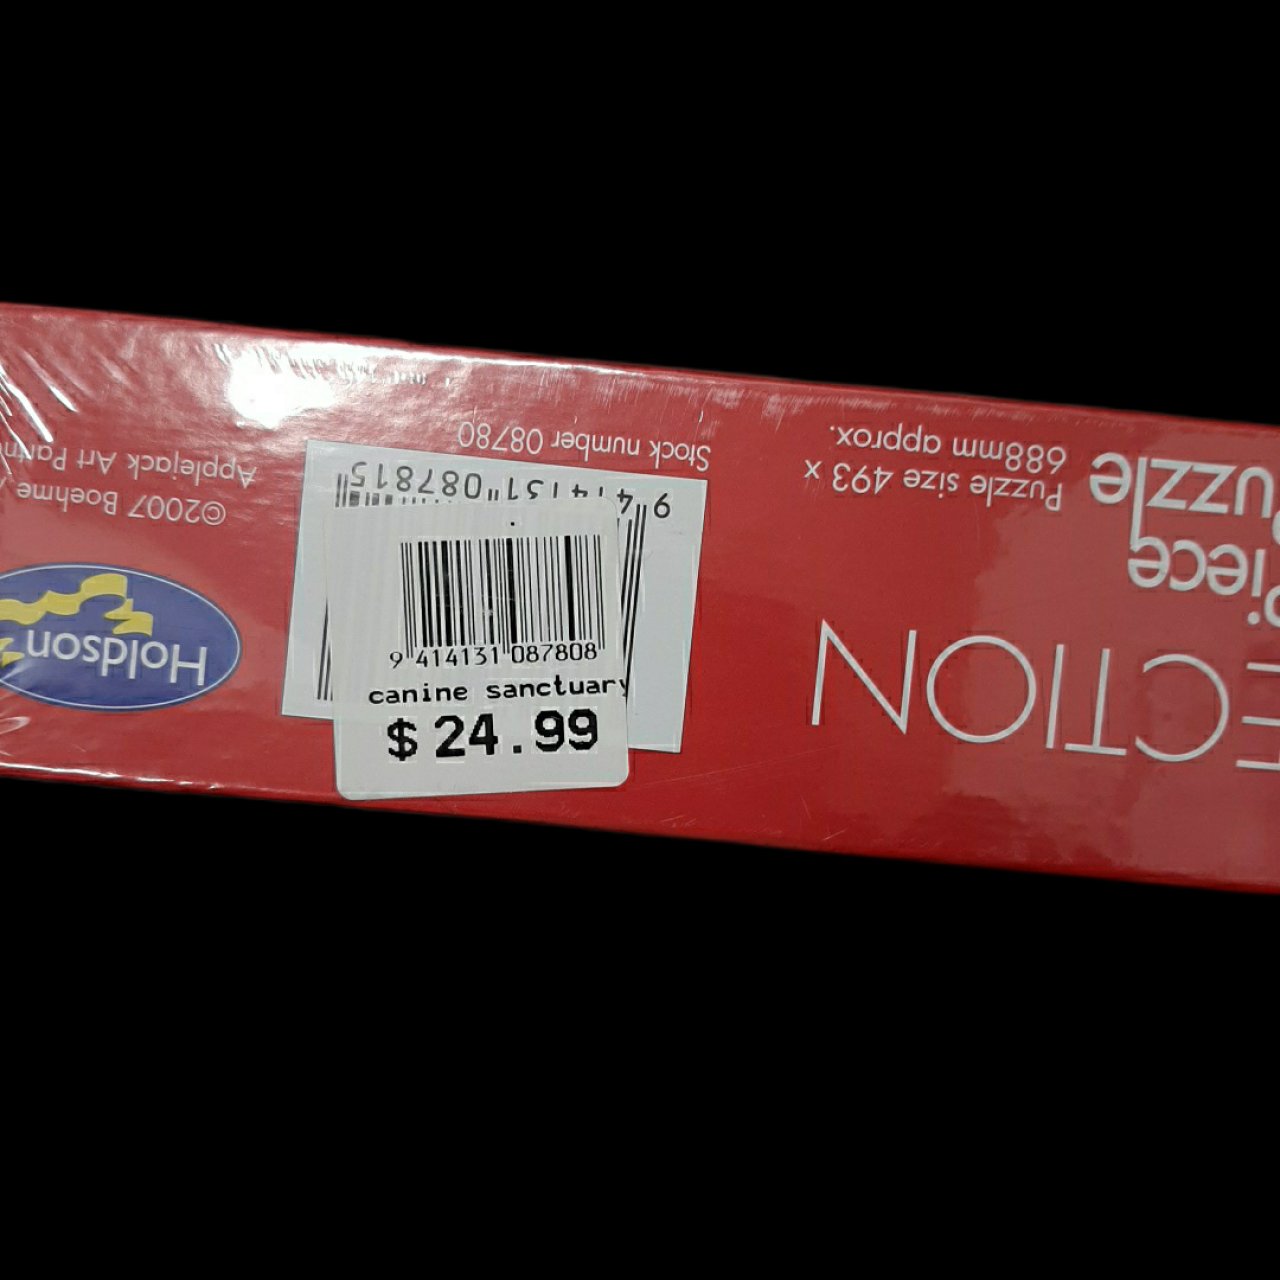 9 414131 087808
canine sanctuary
$ 24.99
ECTION
Piece
Puzzle
Puzzle size 493 x
688mm approx.
Stock number 08780
9 414131 087815
Holdson
©2007 Boehme
Applejack Art